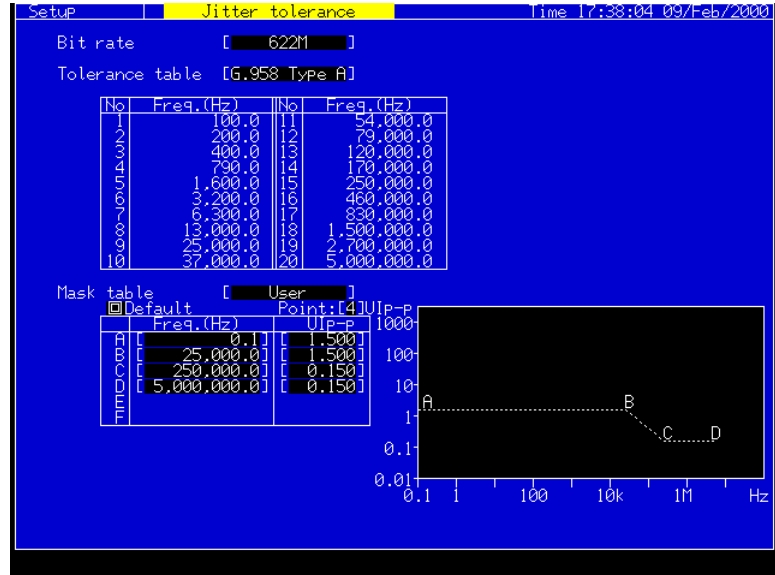 Setup Jitter tolerance Time 17:38:04 09/Feb/2000
Bit rate [ 622M ]
Tolerance table [G.958 Type A]
No Freq.(Hz) No Freq.(Hz)
1 100.0 11 54,000.0
2 200.0 12 79,000.0
3 400.0 13 120,000.0
4 790.0 14 170,000.0
5 1,600.0 15 250,000.0
6 3,200.0 16 460,000.0
7 6,300.0 17 830,000.0
8 13,000.0 18 1,500,000.0
9 25,000.0 19 2,700,000.0
10 37,000.0 20 5,000,000.0
Mask table [ User ]
Default Point:[4]
Freq.(Hz) UIp-p
A [ 0.1] [ 1.500]
B [ 25,000.0] [ 1.500]
C [ 250,000.0] [ 0.150]
D [ 5,000,000.0] [ 0.150]
E
F
UIp-p
1000
100
10
1
0.1
0.01
A B C D
0.1 1 100 10k 1M Hz